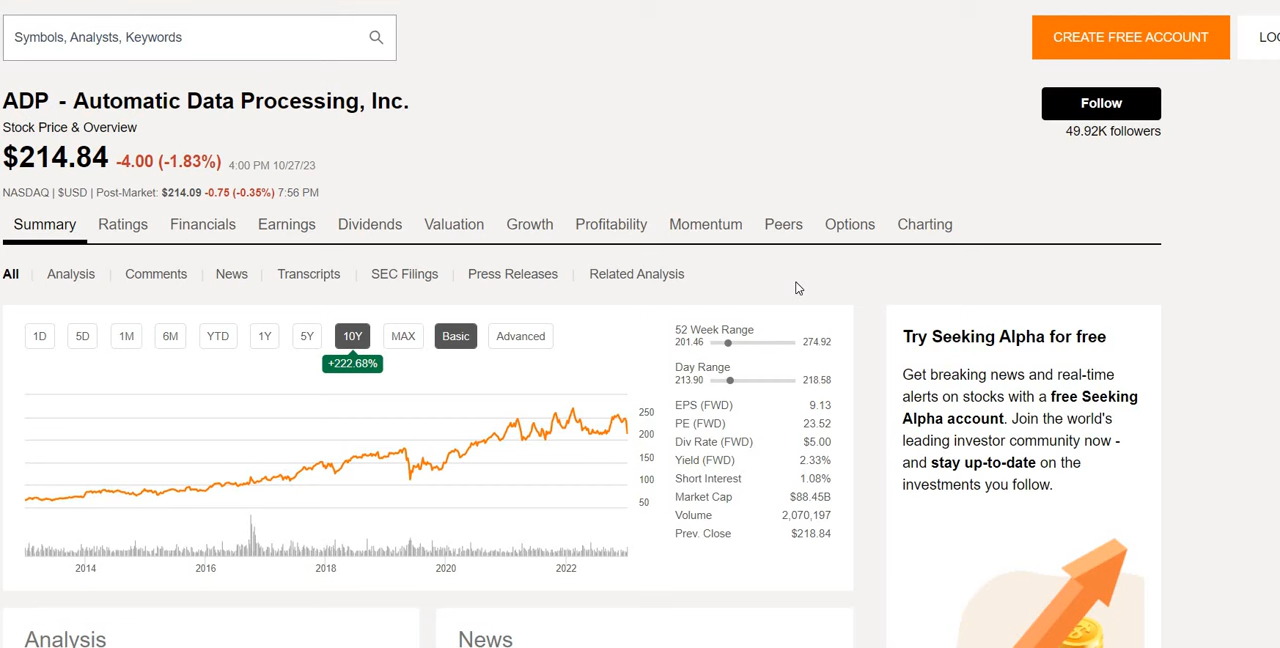 Symbols, Analysts, Keywords
CREATE FREE ACCOUNT
LO
ADP - Automatic Data Processing, Inc.
Follow
Stock Price & Overview
49.92K followers
$214.84 -4.00 (-1.83%) 4:00 PM 10/27/23
NASDAQ | $USD | Post-Market: $214.09 -0.75 (-0.35%) 7:56 PM
Summary Ratings Financials Earnings Dividends Valuation Growth Profitability Momentum Peers Options Charting
All Analysis Comments News Transcripts SEC Filings Press Releases Related Analysis
1D 5D 1M 6M YTD 1Y 5Y 10Y MAX Basic Advanced
+222.68%
250
200
150
100
50
2014 2016 2018 2020 2022
52 Week Range
201.46 274.92
Day Range
213.90 218.58
EPS (FWD) 9.13
PE (FWD) 23.52
Div Rate (FWD) $5.00
Yield (FWD) 2.33%
Short Interest 1.08%
Market Cap $88.45B
Volume 2,070,197
Prev. Close $218.84
Try Seeking Alpha for free
Get breaking news and real-time
alerts on stocks with a free Seeking
Alpha account. Join the world's
leading investor community now -
and stay up-to-date on the
investments you follow.
Analysis
News